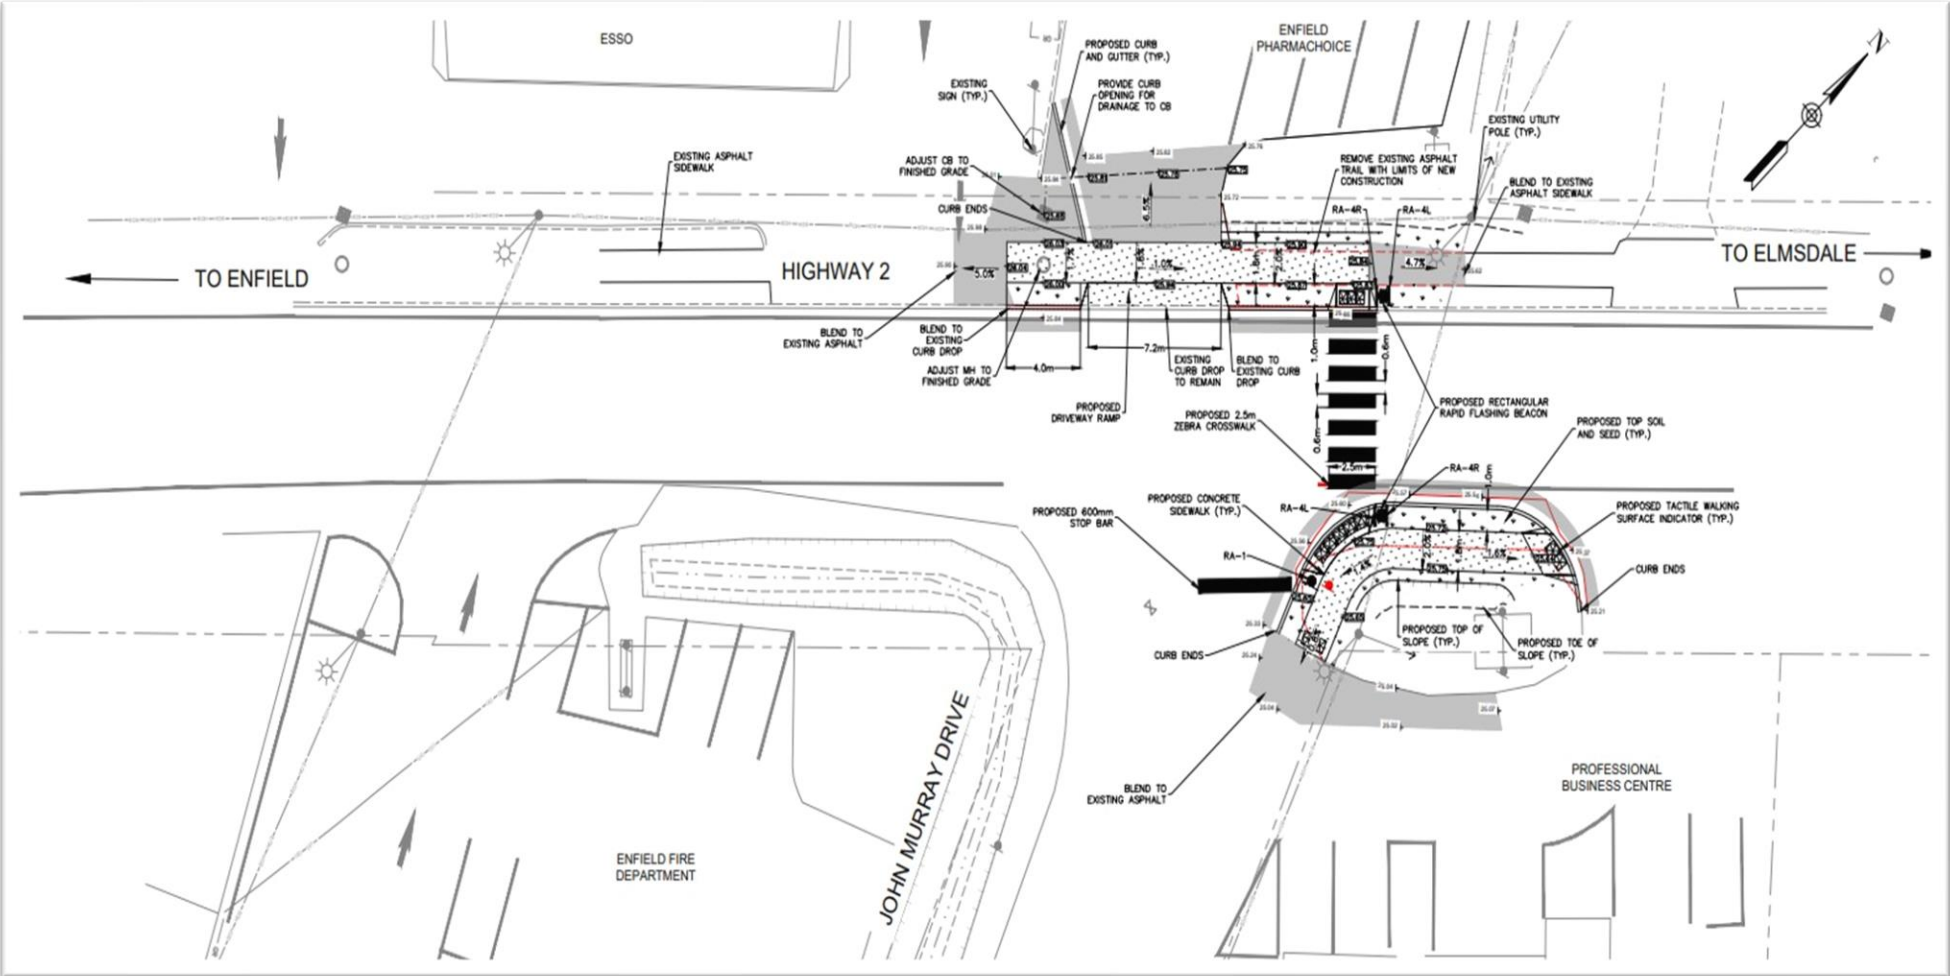 ESSO
ENFIELD
PHARMACHOICE
N
PROPOSED CURB
AND GUTTER (TYP.)
EXISTING
SIGN (TYP.)
PROVIDE CURB
OPENING FOR
DRAINAGE TO CB
EXISTING UTILITY
POLE (TYP.)
EXISTING ASPHALT
SIDEWALK
ADJUST CB TO
FINISHED GRADE
REMOVE EXISTING ASPHALT
TRAIL WITH LIMITS OF NEW
CONSTRUCTION
BLEND TO EXISTING
ASPHALT SIDEWALK
CURB ENDS
RA-4R
RA-4L
6.5%
TO ENFIELD
HIGHWAY 2
5.0%
1.0%
2.0%
4.7%
TO ELMSDALE
BLEND TO
EXISTING ASPHALT
BLEND TO
EXISTING
CURB DROP
ADJUST MH TO
FINISHED GRADE
4.0m
7.2m
EXISTING
CURB DROP
TO REMAIN
BLEND TO
EXISTING CURB
DROP
1.0m
0.6m
PROPOSED
DRIVEWAY RAMP
PROPOSED 2.5m
ZEBRA CROSSWALK
0.6m
PROPOSED RECTANGULAR
RAPID FLASHING BEACON
PROPOSED TOP SOIL
AND SEED (TYP.)
2.5m
RA-4R
1.0m
PROPOSED CONCRETE
SIDEWALK (TYP.)
RA-4L
PROPOSED 600mm
STOP BAR
PROPOSED TACTILE WALKING
SURFACE INDICATOR (TYP.)
RA-1
1.4%
2.0%
1.6%
CURB ENDS
CURB ENDS
PROPOSED TOP OF
SLOPE (TYP.)
PROPOSED TOE OF
SLOPE (TYP.)
BLEND TO
EXISTING ASPHALT
JOHN MURRAY DRIVE
PROFESSIONAL
BUSINESS CENTRE
ENFIELD FIRE
DEPARTMENT